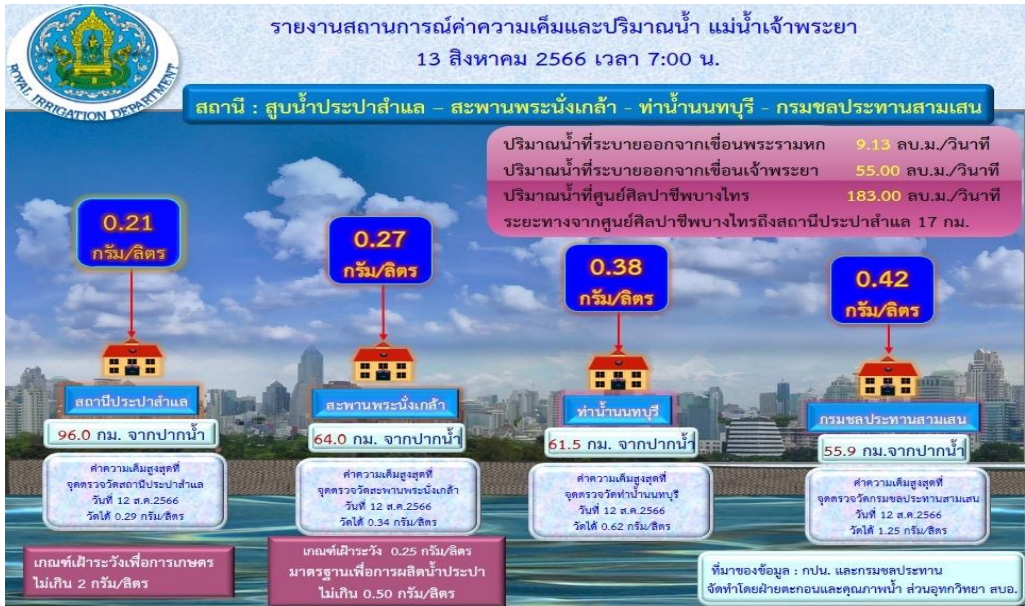 รายงานสถานการณ์ค่าความเค็มและปริมาณน้ำ แม่น้ำเจ้าพระยา
13 สิงหาคม 2566 เวลา 7:00 น.
ROYAL IRRIGATION DEPARTMENT
สถานี : สูบน้ำประปาสำแล – สะพานพระนั่งเกล้า - ท่าน้ำนนทบุรี - กรมชลประทานสามเสน
ปริมาณน้ำที่ระบายออกจากเขื่อนพระรามหก 9.13 ลบ.ม./วินาที
ปริมาณน้ำที่ระบายออกจากเขื่อนเจ้าพระยา 55.00 ลบ.ม./วินาที
ปริมาณน้ำที่ศูนย์ศิลปาชีพบางไทร 183.00 ลบ.ม./วินาที
ระยะทางจากศูนย์ศิลปาชีพบางไทรถึงสถานีประปาสำแล 17 กม.
0.21
กรัม/ลิตร
สถานีประปาสำแล
96.0 กม. จากปากน้ำ
ค่าความเค็มสูงสุดที่
จุดตรวจวัดสถานีประปาสำแล
วันที่ 12 ส.ค.2566
วัดได้ 0.29 กรัม/ลิตร
0.27
กรัม/ลิตร
สะพานพระนั่งเกล้า
64.0 กม. จากปากน้ำ
ค่าความเค็มสูงสุดที่
จุดตรวจวัดสะพานพระนั่งเกล้า
วันที่ 12 ส.ค.2566
วัดได้ 0.34 กรัม/ลิตร
0.38
กรัม/ลิตร
ท่าน้ำนนทบุรี
61.5 กม. จากปากน้ำ
ค่าความเค็มสูงสุดที่
จุดตรวจวัดท่าน้ำนนทบุรี
วันที่ 12 ส.ค.2566
วัดได้ 0.62 กรัม/ลิตร
0.42
กรัม/ลิตร
กรมชลประทานสามเสน
55.9 กม.จากปากน้ำ
ค่าความเค็มสูงสุดที่
จุดตรวจวัดกรมชลประทานสามเสน
วันที่ 12 ส.ค.2566
วัดได้ 1.25 กรัม/ลิตร
เกณฑ์เฝ้าระวังเพื่อการเกษตร
ไม่เกิน 2 กรัม/ลิตร
เกณฑ์เฝ้าระวัง 0.25 กรัม/ลิตร
มาตรฐานเพื่อการผลิตน้ำประปา
ไม่เกิน 0.50 กรัม/ลิตร
ที่มาของข้อมูล : กปน. และกรมชลประทาน
จัดทำโดยฝ่ายตะกอนและคุณภาพน้ำ ส่วนอุทกวิทยา สบอ.